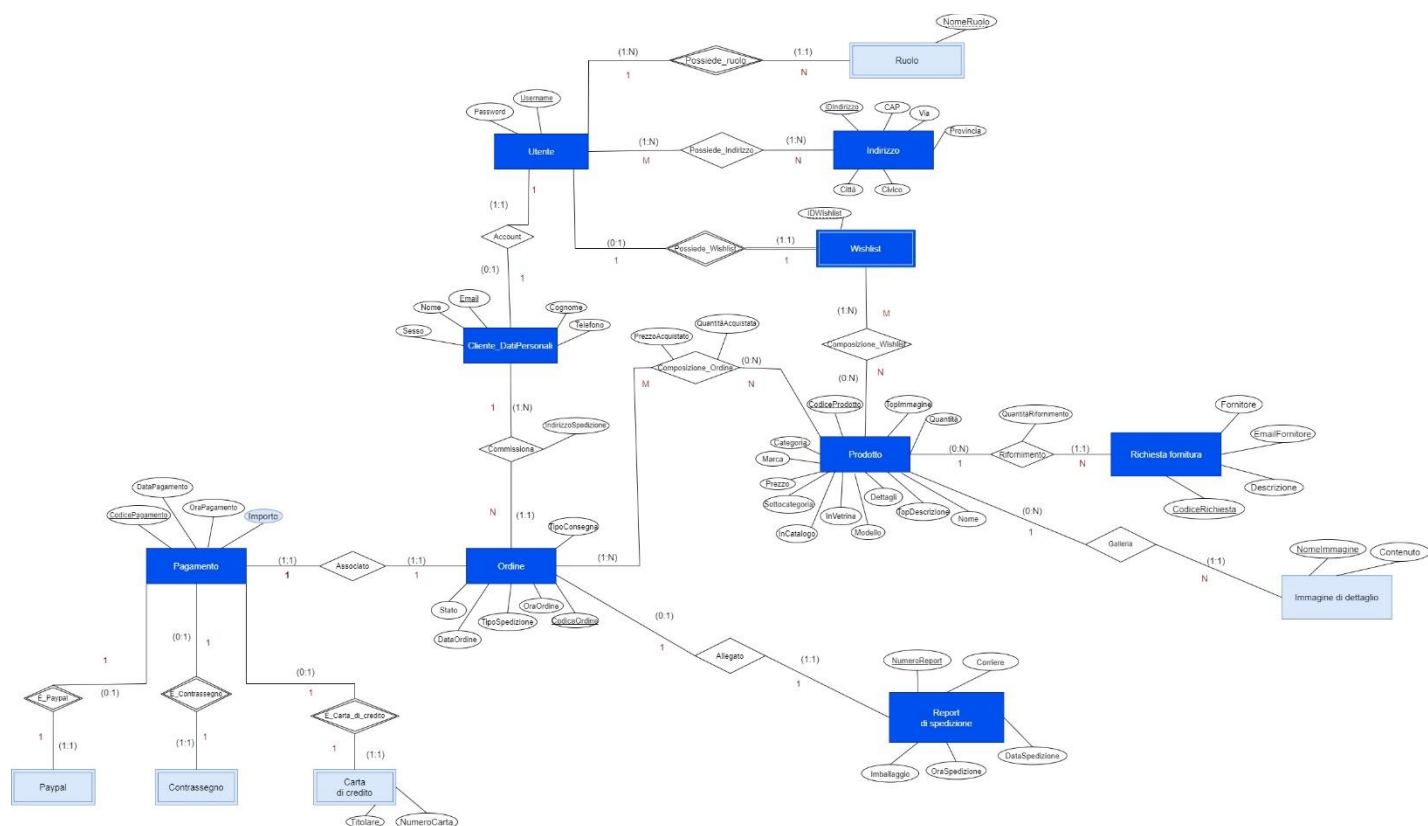 NomeRuolo
(1:N)
Possiede_ruolo
(1:1)
Ruolo
1
N
Username
Password
IDIndirizzo
CAP
Via
Provincia
Utente
(1:N)
Possiede_Indirizzo
(1:N)
Indirizzo
M
N
Città
Civico
1
(1:1)
IDWishlist
Account
(0:1)
Possiede_Wishlist
(1:1)
Wishlist
1
1
(0:1)
1
Nome
Email
Cognome
Sesso
Telefono
Cliente_DatiPersonali
(1:N)
M
Composizione_Wishlist
N
(0:N)
PrezzoAcquistato
QuantitàAcquistata
Composizione_Ordine
(0:N)
M
N
1
(1:N)
IndirizzoSpedizione
Commissiona
N
(1:1)
CodiceProdotto
TopImmagine
Quantità
Categoria
Marca
Prezzo
Sottocategoria
InCatalogo
InVetrina
Modello
Dettagli
TopDescrizione
Nome
Prodotto
QuantitàRifornimento
(0:N)
Rifornimento
(1:1)
1
N
Richiesta fornitura
Fornitore
EmailFornitore
Descrizione
CodiceRichiesta
(0:N)
1
Galleria
(1:1)
N
NomeImmagine
Contenuto
Immagine di dettaglio
DataPagamento
CodicePagamento
OraPagamento
Importo
Pagamento
(1:1)
1
Associato
(1:1)
1
TipoConsegna
Ordine
(1:N)
Stato
OraOrdine
TipoSpedizione
CodiceOrdine
DataOrdine
(0:1)
1
Allegato
(1:1)
1
NumeroReport
Corriere
Report
di spedizione
Imballaggio
OraSpedizione
DataSpedizione
1
(0:1)
E_Paypal
1
(1:1)
Paypal
(0:1)
1
E_Contrassegno
(1:1)
1
Contrassegno
(0:1)
1
E_Carta_di_credito
1
(1:1)
Carta
di credito
Titolare
NumeroCarta